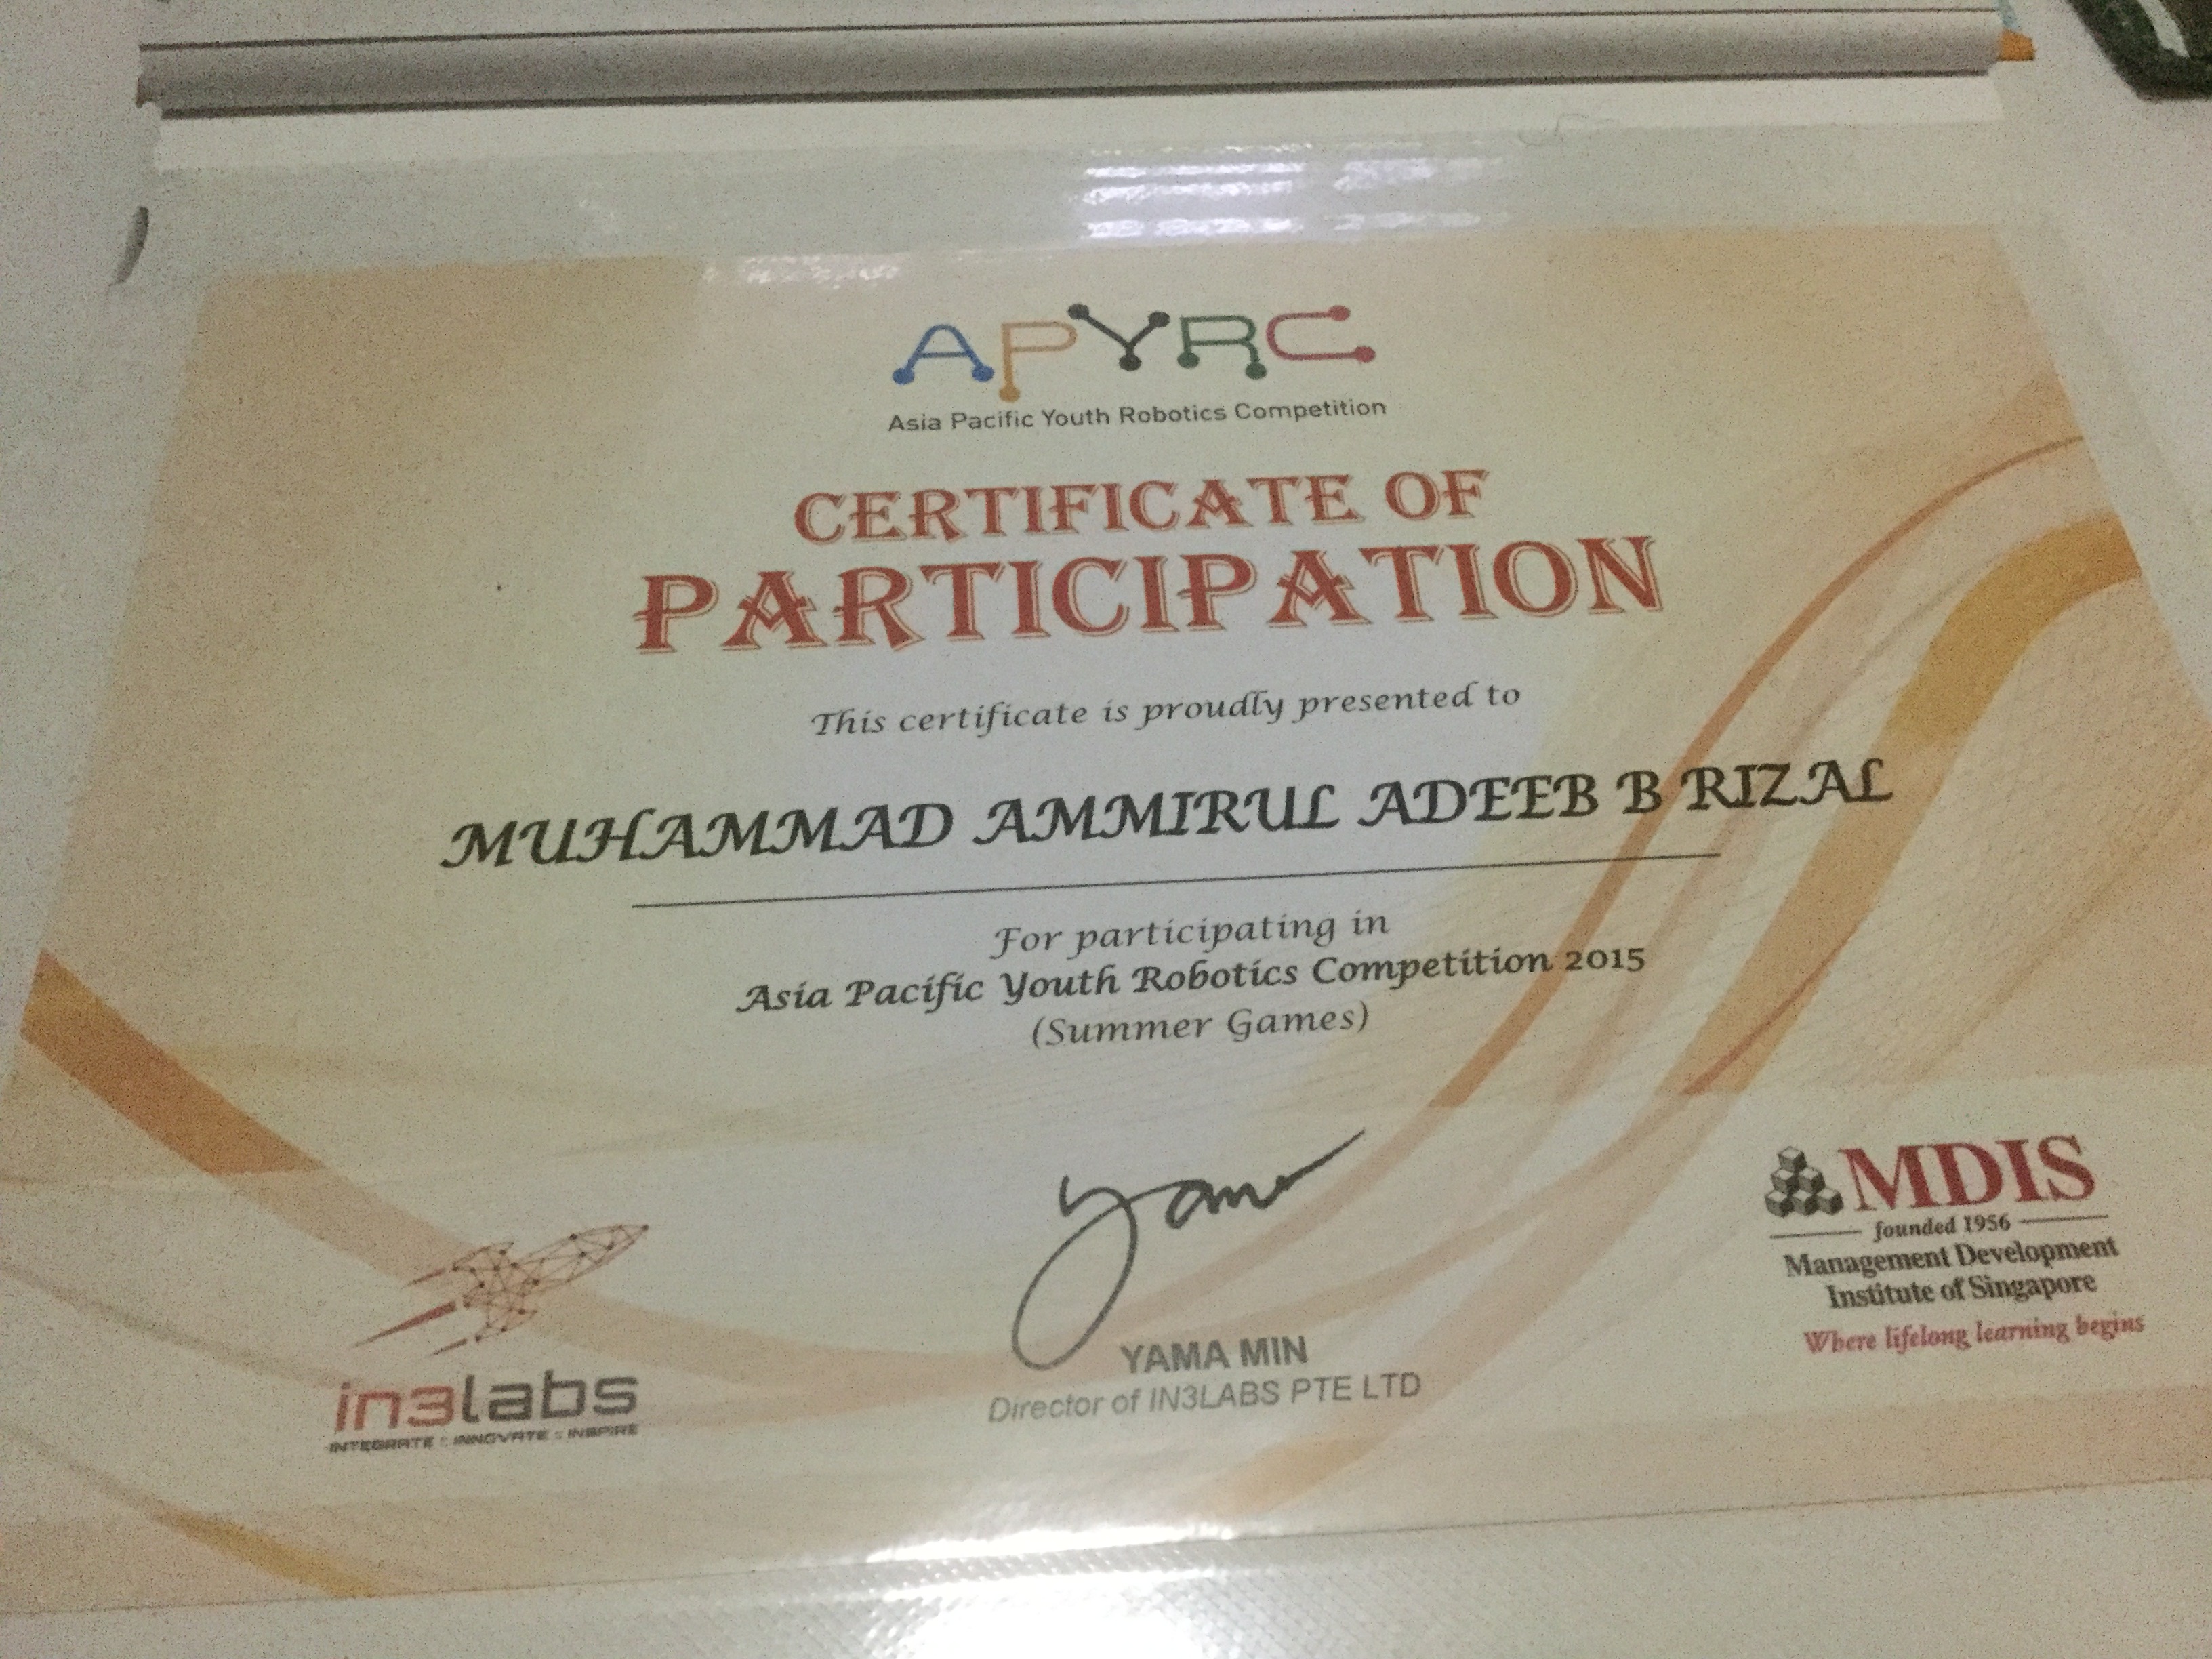 APYRC
Asia Pacific Youth Robotics Competition
CERTIFICATE OF
PARTICIPATION
This certificate is proudly presented to
MUHAMMAD AMMIRUL ADEEB B RIZAL
For participating in
Asia Pacific Youth Robotics Competition 2015
(Summer Games)
Yama
YAMA MIN
Director of IN3LABS PTE LTD
in3labs
INTEGRATE : INNOVATE : INSPIRE
MDIS
founded 1956
Management Development
Institute of Singapore
Where lifelong learning begins